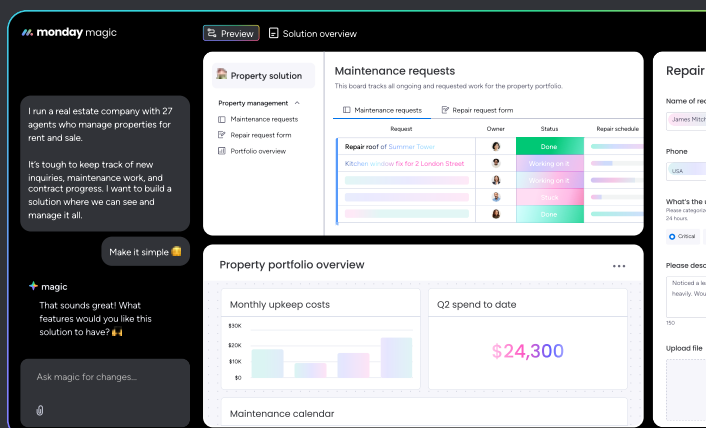 monday magic
Preview
Solution overview
I run a real estate company with 27
agents who manage properties for
rent and sale.
It's tough to keep track of new
inquiries, maintenance work, and
contract progress. I want to build a
solution where we can see and
manage it all.
Make it simple
magic
That sounds great! What
features would you like this
solution to have?
Ask magic for changes...
Property solution
Property management
Maintenance requests
Repair request form
Portfolio overview
Maintenance requests
This board tracks all ongoing and requested work for the property portfolio.
Maintenance requests
Repair request form
Request Owner Status Repair schedule
Repair roof of Summer Tower Done
Kitchen window fix for 2 London Street Working on it
Working on it
Stuck
Done
Property portfolio overview
Monthly upkeep costs
$30K
$20K
$10K
$0
Q2 spend to date
$24,300
Maintenance calendar
Repair
Name of rec
James Mitch
Phone
USA
What's the u
Please categoriz
24 hours.
Critical
Please desc
Noticed a le
heavily. Wou
150
Upload file